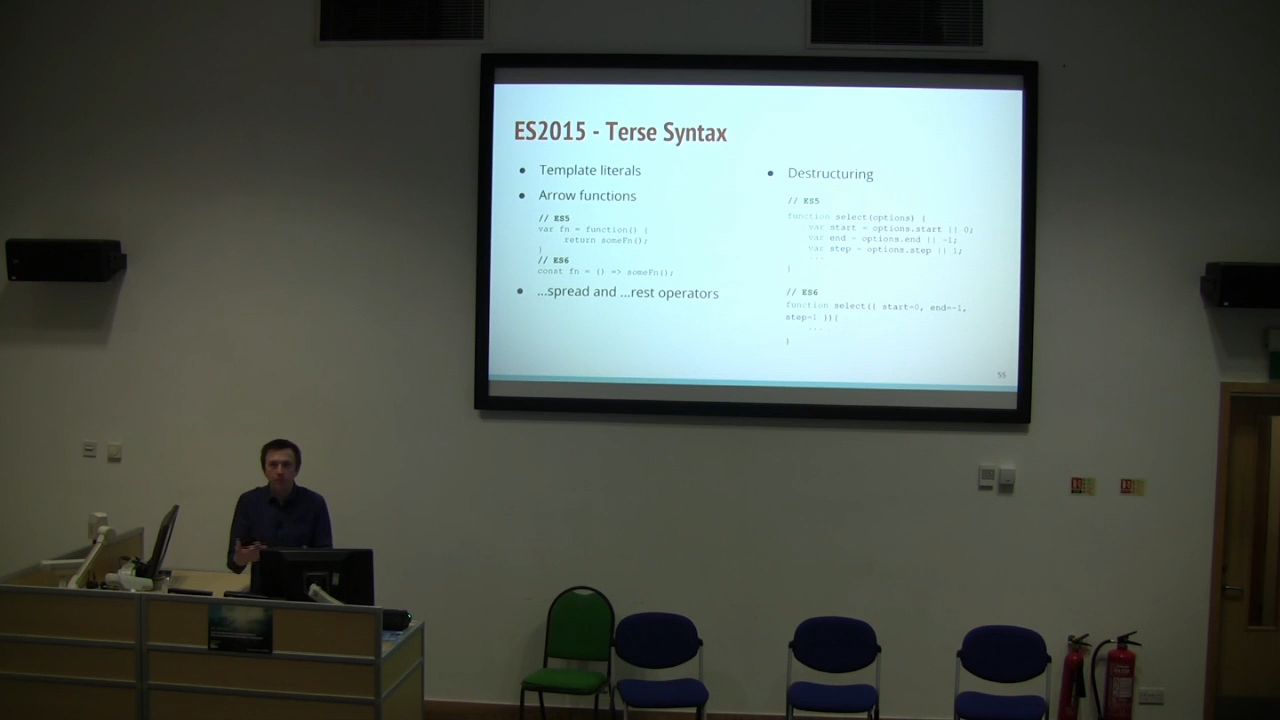 ES2015 - Terse Syntax
● Template literals
● Arrow functions
// ES5
var fn = function() {
return someFn();
}
// ES6
const fn = () => someFn();
● ...spread and ...rest operators
● Destructuring
// ES5
function select(options) {
var start = options.start || 0;
var end = options.end || -1;
var step = options.step || 1;
...
}
// ES6
function select({ start=0, end=-1,
step=1 }){
...
}
55